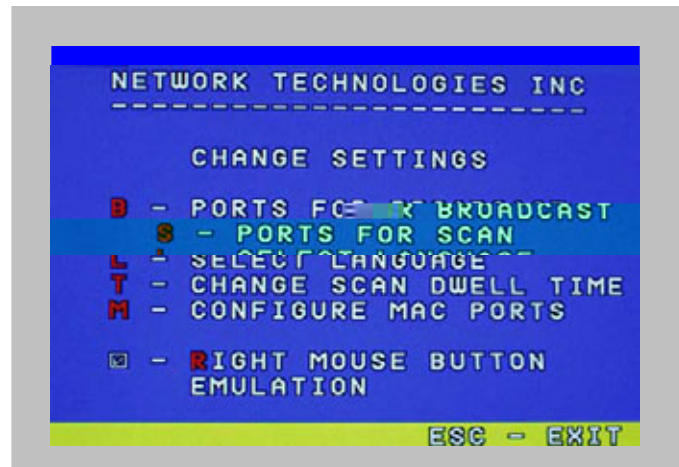 NETWORK TECHNOLOGIES INC
------------------------
CHANGE SETTINGS
B - PORTS FOR BROADCAST
S - PORTS FOR SCAN
L - SELECT LANGUAGE
T - CHANGE SCAN DWELL TIME
M - CONFIGURE MAC PORTS
☑ - RIGHT MOUSE BUTTON
EMULATION
ESC - EXIT